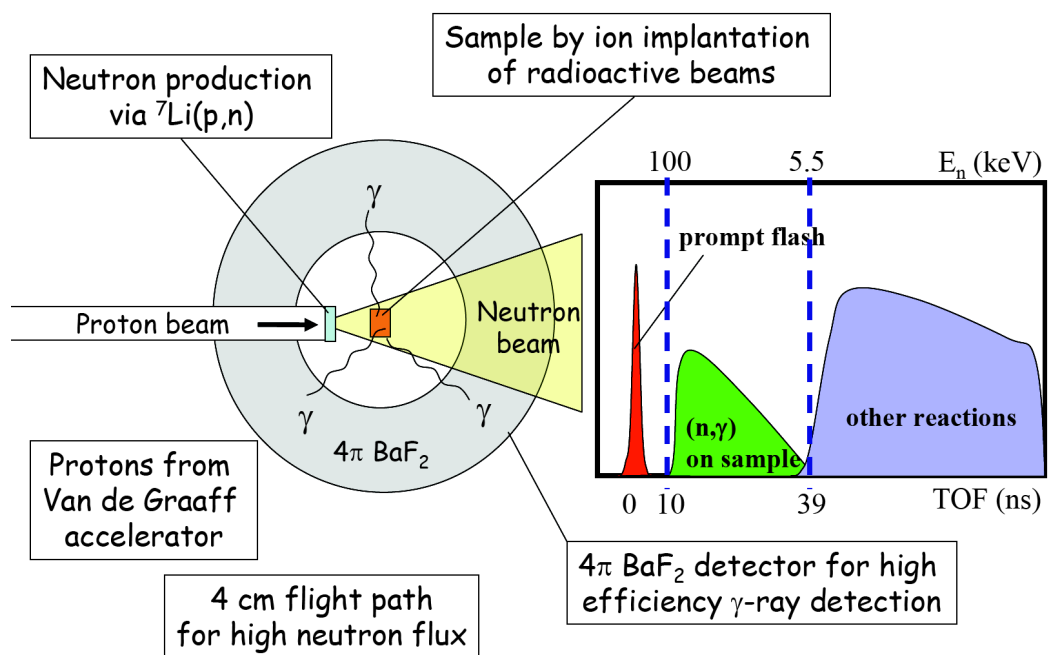 Sample by ion implantation
of radioactive beams
Neutron production
via ⁷Li(p,n)
γ
Proton beam
Neutron
beam
γ
γ
4π BaF₂
Protons from
Van de Graaff
accelerator
4 cm flight path
for high neutron flux
4π BaF₂ detector for high
efficiency γ-ray detection
100 5.5 Eₙ (keV)
prompt flash
(n,γ)
on sample
other reactions
0 10 39 TOF (ns)